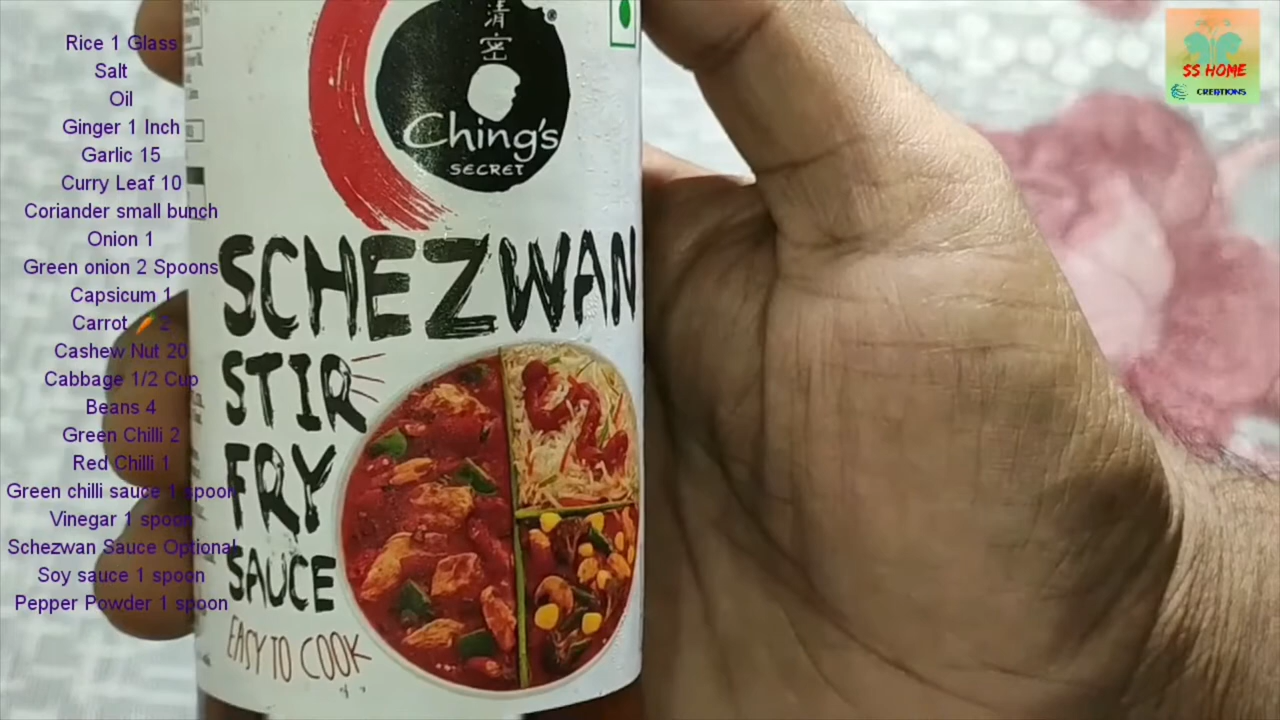 Rice 1 Glass
Salt
Oil
Ginger 1 Inch
Garlic 15
Curry Leaf 10
Coriander small bunch
Onion 1
Green onion 2 Spoons
Capsicum 1
Carrot 🥕 2
Cashew Nut 20
Cabbage 1/2 Cup
Beans 4
Green Chilli 2
Red Chilli 1
Green chilli sauce 1 spoon
Vinegar 1 spoon
Schezwan Sauce Optional
Soy sauce 1 spoon
Pepper Powder 1 spoon
Ching's
SECRET
®
SCHEZWAN
STIR
FRY
SAUCE
EASY TO COOK
SS HOME
CREATIONS